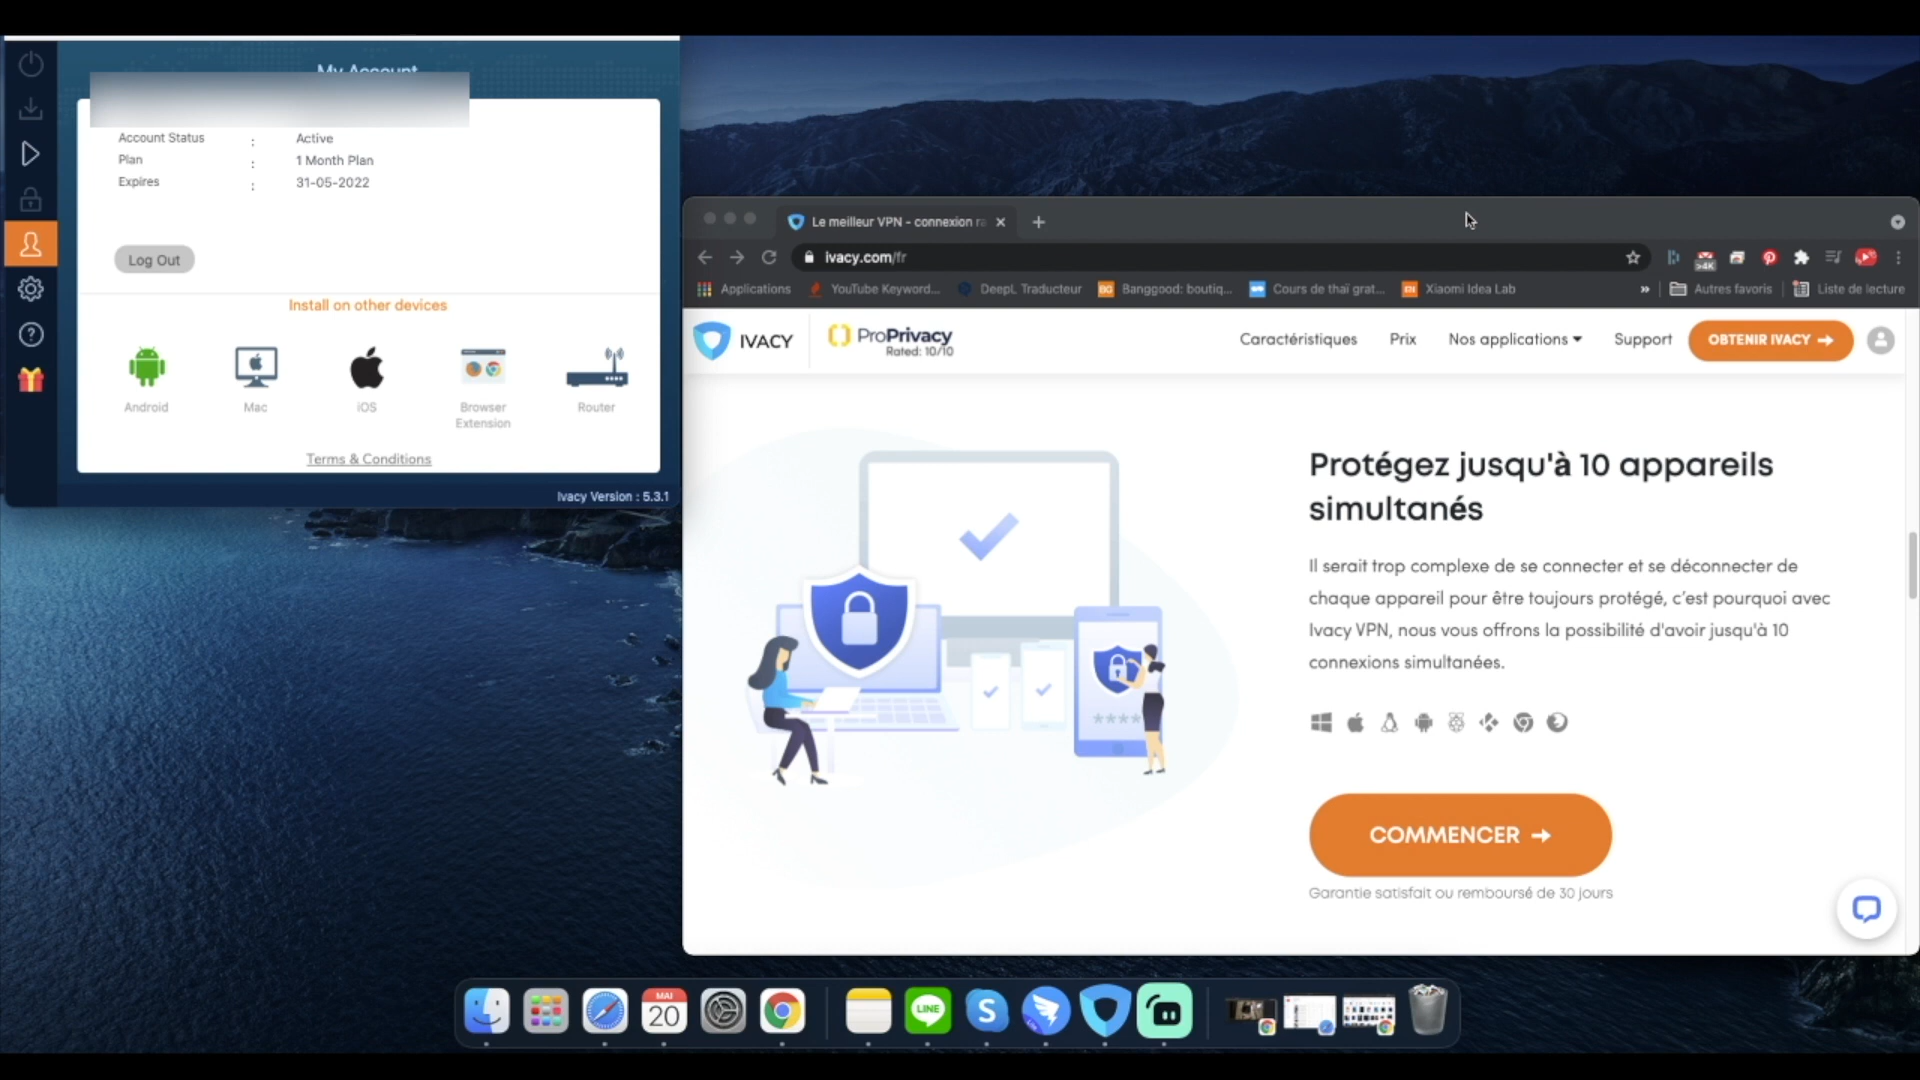 My Account
Account Status : Active
Plan : 1 Month Plan
Expires : 31-05-2022
Log Out
Install on other devices
Android
Mac
iOS
Browser
Extension
Router
Terms & Conditions
Ivacy Version : 5.3.1
Le meilleur VPN - connexion ra
ivacy.com/fr
>4K
Applications
YouTube Keyword...
DeepL Traducteur
BG
Banggood: boutiq...
Cours de thaï grat...
Xiaomi Idea Lab
»
Autres favoris
Liste de lecture
IVACY
ProPrivacy
Rated: 10/10
Caractéristiques
Prix
Nos applications
Support
OBTENIR IVACY
Protégez jusqu'à 10 appareils
simultanés
Il serait trop complexe de se connecter et se déconnecter de
chaque appareil pour être toujours protégé, c'est pourquoi avec
Ivacy VPN, nous vous offrons la possibilité d'avoir jusqu'à 10
connexions simultanées.
****
COMMENCER
Garantie satisfait ou remboursé de 30 jours
MAI
20
LINE
S